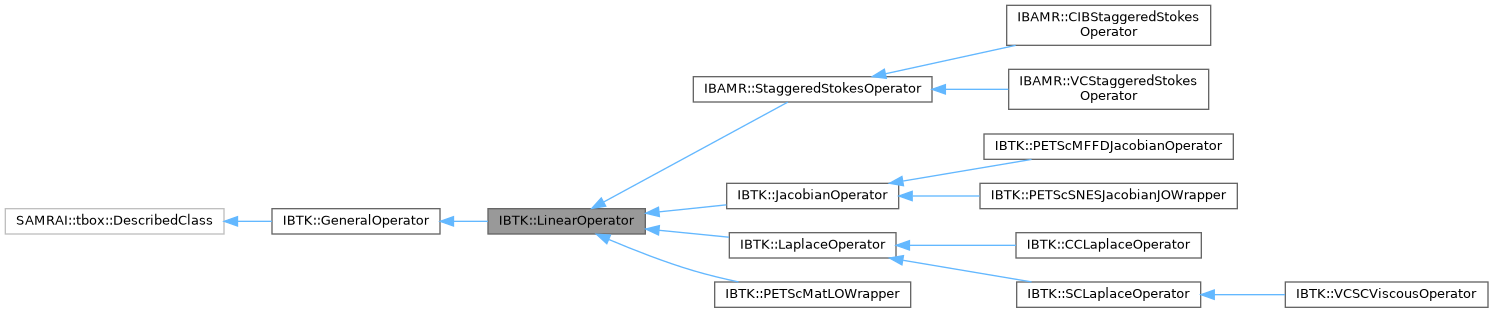 SAMRAI::tbox::DescribedClass
IBTK::GeneralOperator
IBTK::LinearOperator
IBAMR::StaggeredStokesOperator
IBAMR::CIBStaggeredStokes
Operator
IBAMR::VCStaggeredStokes
Operator
IBTK::JacobianOperator
IBTK::PETScMFFDJacobianOperator
IBTK::PETScSNESJacobianJOWrapper
IBTK::LaplaceOperator
IBTK::CCLaplaceOperator
IBTK::SCLaplaceOperator
IBTK::VCSCViscousOperator
IBTK::PETScMatLOWrapper